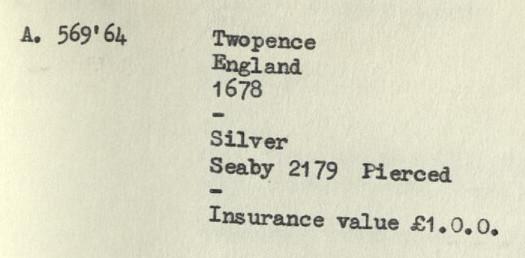 A. 569'64 Twopence
England
1678
-
Silver
Seaby 2179 Pierced
-
Insurance value £1.0.0.